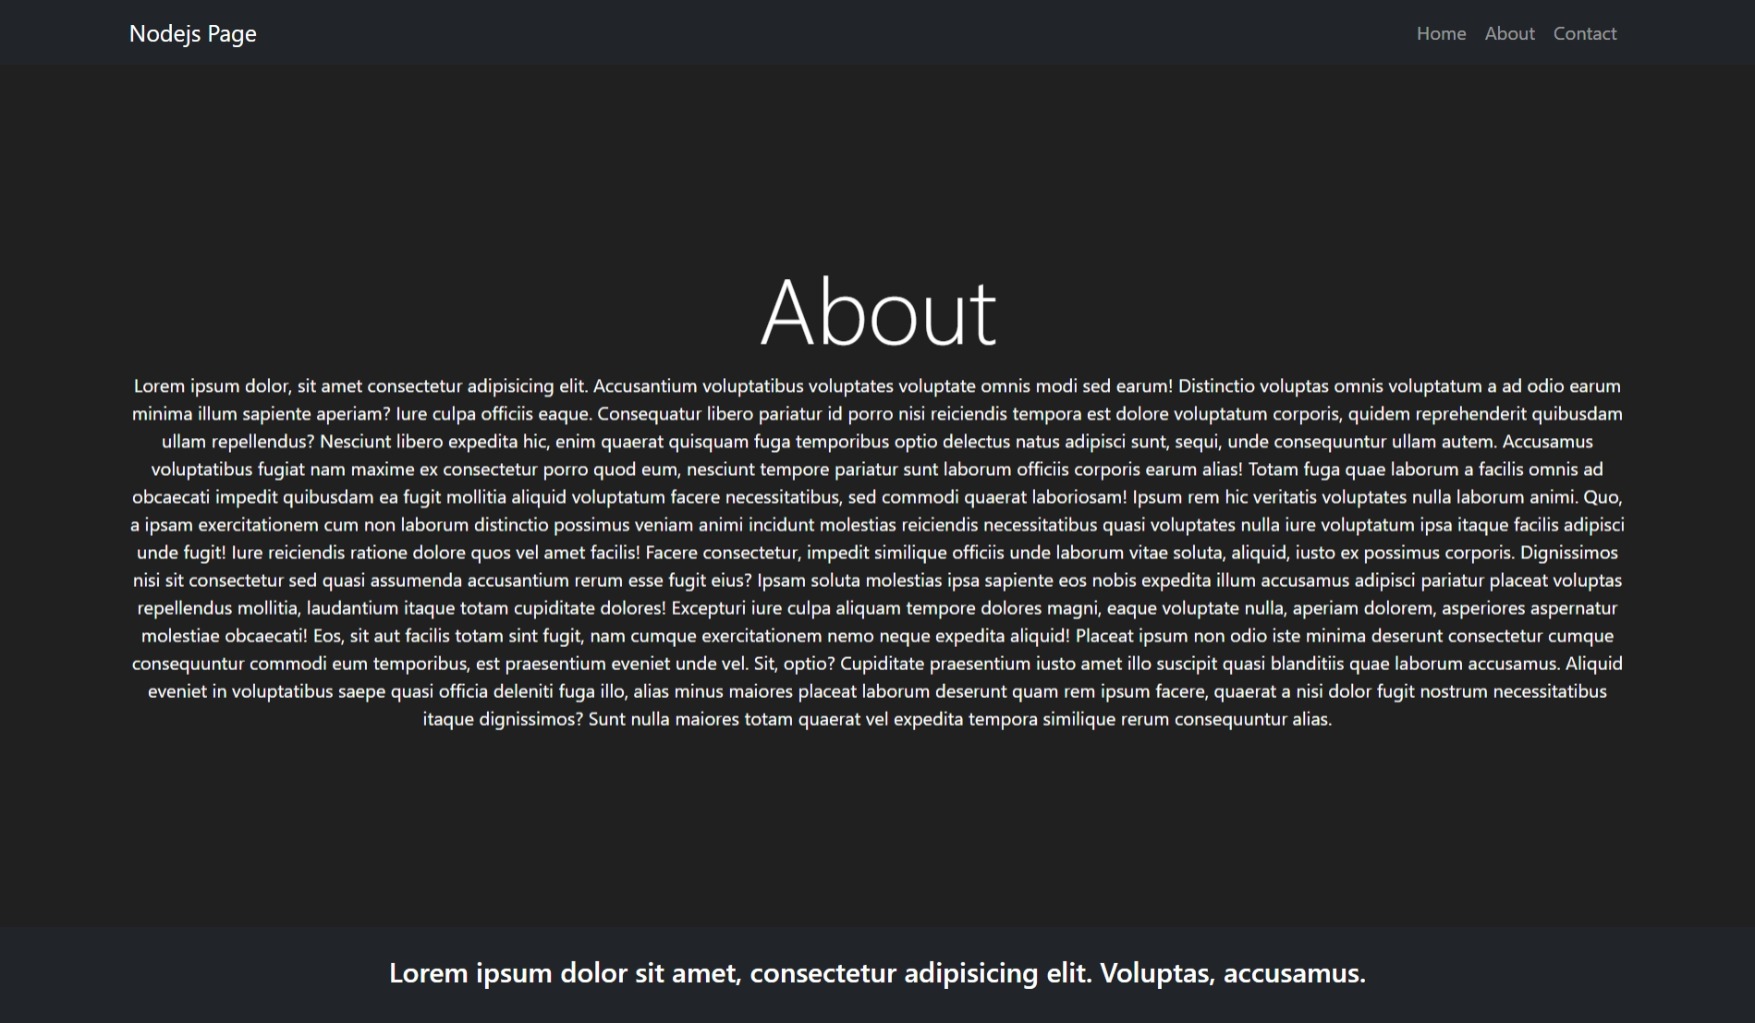 Nodejs Page
Home About Contact
About
Lorem ipsum dolor, sit amet consectetur adipisicing elit. Accusantium voluptatibus voluptates voluptate omnis modi sed earum! Distinctio voluptas omnis voluptatum a ad odio earum
minima illum sapiente aperiam? Iure culpa officiis eaque. Consequatur libero pariatur id porro nisi reiciendis tempora est dolore voluptatum corporis, quidem reprehenderit quibusdam
ullam repellendus? Nesciunt libero expedita hic, enim quaerat quisquam fuga temporibus optio delectus natus adipisci sunt, sequi, unde consequuntur ullam autem. Accusamus
voluptatibus fugiat nam maxime ex consectetur porro quod eum, nesciunt tempore pariatur sunt laborum officiis corporis earum alias! Totam fuga quae laborum a facilis omnis ad
obcaecati impedit quibusdam ea fugit mollitia aliquid voluptatum facere necessitatibus, sed commodi quaerat laboriosam! Ipsum rem hic veritatis voluptates nulla laborum animi. Quo,
a ipsam exercitationem cum non laborum distinctio possimus veniam animi incidunt molestias reiciendis necessitatibus quasi voluptates nulla iure voluptatum ipsa itaque facilis adipisci
unde fugit! Iure reiciendis ratione dolore quos vel amet facilis! Facere consectetur, impedit similique officiis unde laborum vitae soluta, aliquid, iusto ex possimus corporis. Dignissimos
nisi sit consectetur sed quasi assumenda accusantium rerum esse fugit eius? Ipsam soluta molestias ipsa sapiente eos nobis expedita illum accusamus adipisci pariatur placeat voluptas
repellendus mollitia, laudantium itaque totam cupiditate dolores! Excepturi iure culpa aliquam tempore dolores magni, eaque voluptate nulla, aperiam dolorem, asperiores aspernatur
molestiae obcaecati! Eos, sit aut facilis totam sint fugit, nam cumque exercitationem nemo neque expedita aliquid! Placeat ipsum non odio iste minima deserunt consectetur cumque
consequuntur commodi eum temporibus, est praesentium eveniet unde vel. Sit, optio? Cupiditate praesentium iusto amet illo suscipit quasi blanditiis quae laborum accusamus. Aliquid
eveniet in voluptatibus saepe quasi officia deleniti fuga illo, alias minus maiores placeat laborum deserunt quam rem ipsum facere, quaerat a nisi dolor fugit nostrum necessitatibus
itaque dignissimos? Sunt nulla maiores totam quaerat vel expedita tempora similique rerum consequuntur alias.
Lorem ipsum dolor sit amet, consectetur adipisicing elit. Voluptas, accusamus.